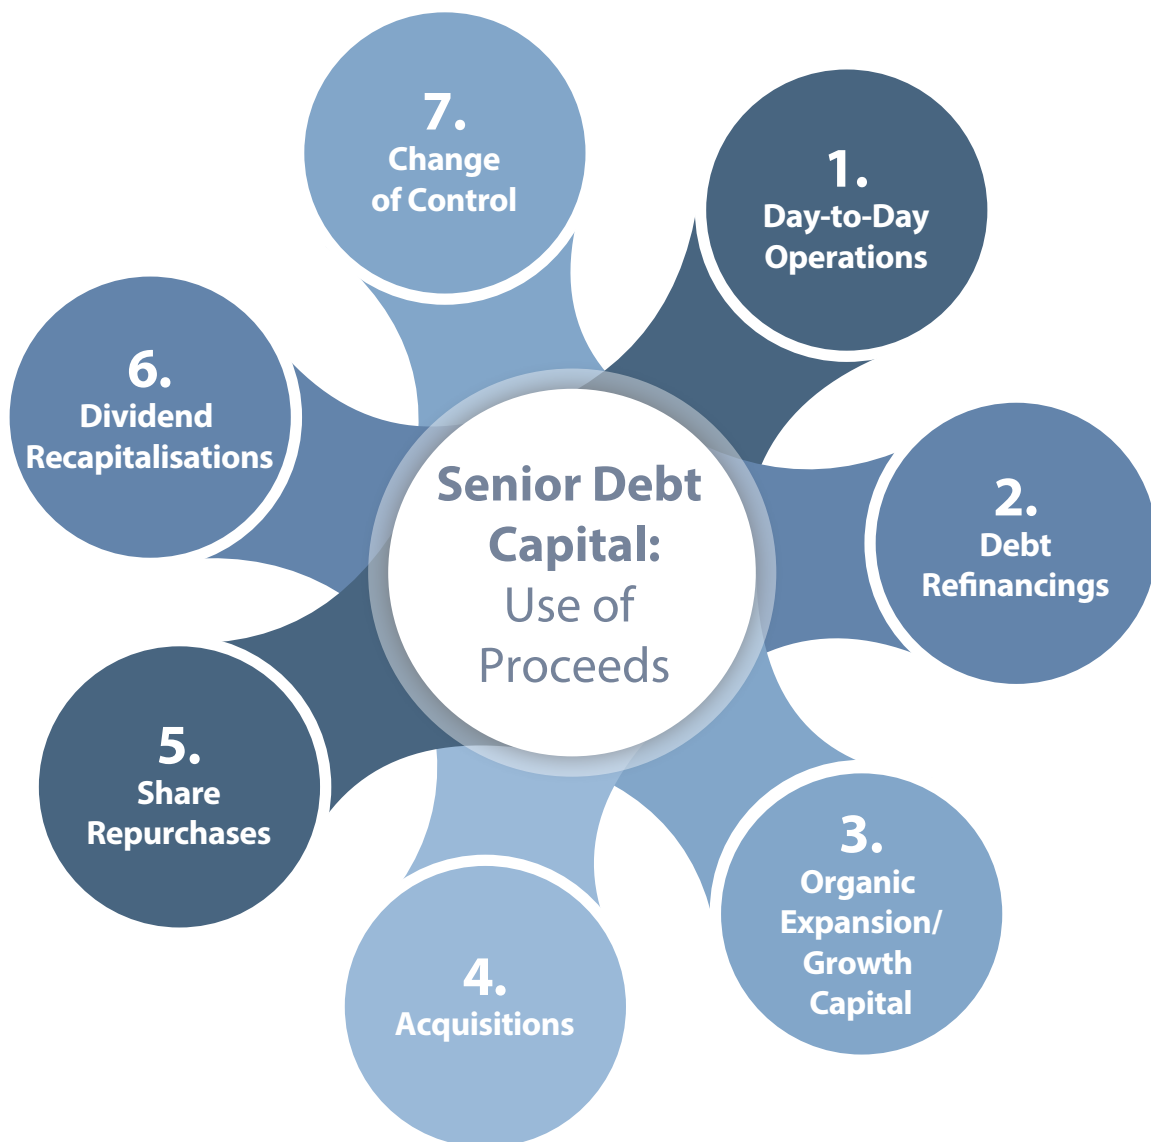 Senior Debt
Capital:
Use of
Proceeds
1.
Day-to-Day
Operations
2.
Debt
Refinancings
3.
Organic
Expansion/
Growth
Capital
4.
Acquisitions
5.
Share
Repurchases
6.
Dividend
Recapitalisations
7.
Change
of Control